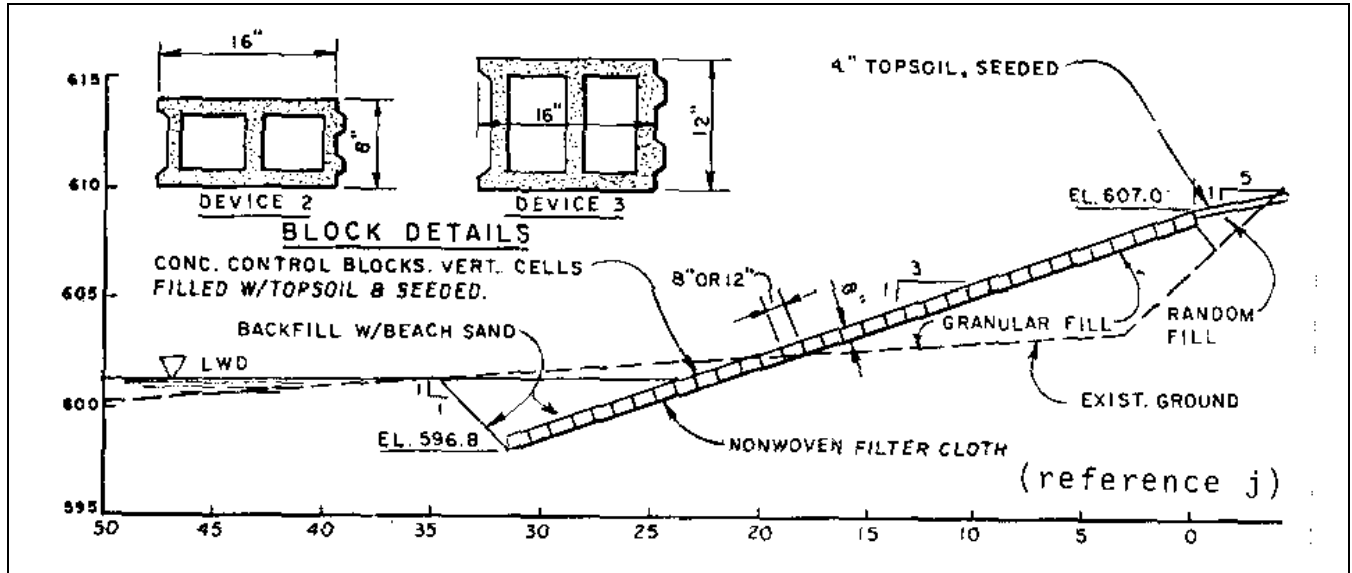 16"
16"
12"
8"
DEVICE 2
DEVICE 3
BLOCK DETAILS
4" TOPSOIL, SEEDED
EL. 607.0
1
5
CONC. CONTROL BLOCKS. VERT. CELLS
FILLED W/TOPSOIL & SEEDED.
8" OR 12"
8"
1
3
BACKFILL W/BEACH SAND
GRANULAR FILL
RANDOM
FILL
LWD
1
1
EXIST. GROUND
EL. 596.8
NONWOVEN FILTER CLOTH
(reference j)
615
610
605
600
595
50 45 40 35 30 25 20 15 10 5 0